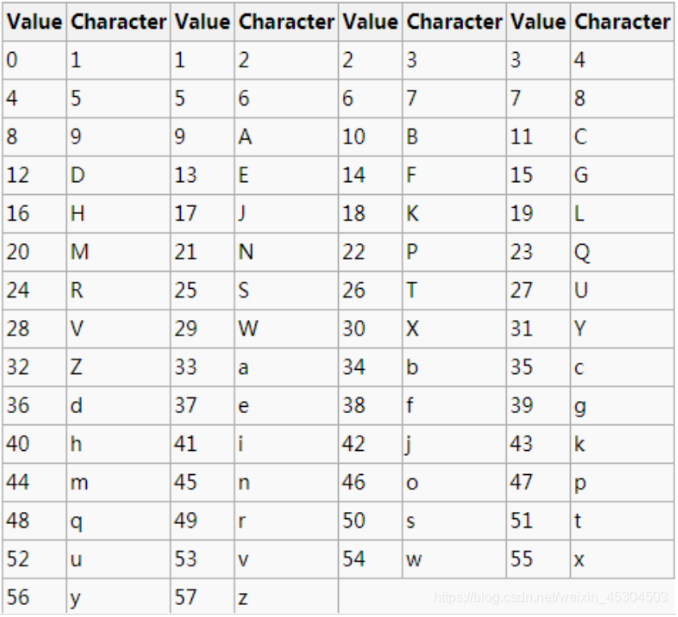 Value Character Value Character Value Character Value Character
0 1 1 2 2 3 3 4
4 5 5 6 6 7 7 8
8 9 9 A 10 B 11 C
12 D 13 E 14 F 15 G
16 H 17 J 18 K 19 L
20 M 21 N 22 P 23 Q
24 R 25 S 26 T 27 U
28 V 29 W 30 X 31 Y
32 Z 33 a 34 b 35 c
36 d 37 e 38 f 39 g
40 h 41 i 42 j 43 k
44 m 45 n 46 o 47 p
48 q 49 r 50 s 51 t
52 u 53 v 54 w 55 x
56 y 57 z
https://blog.csdn.net/weixin_45304503